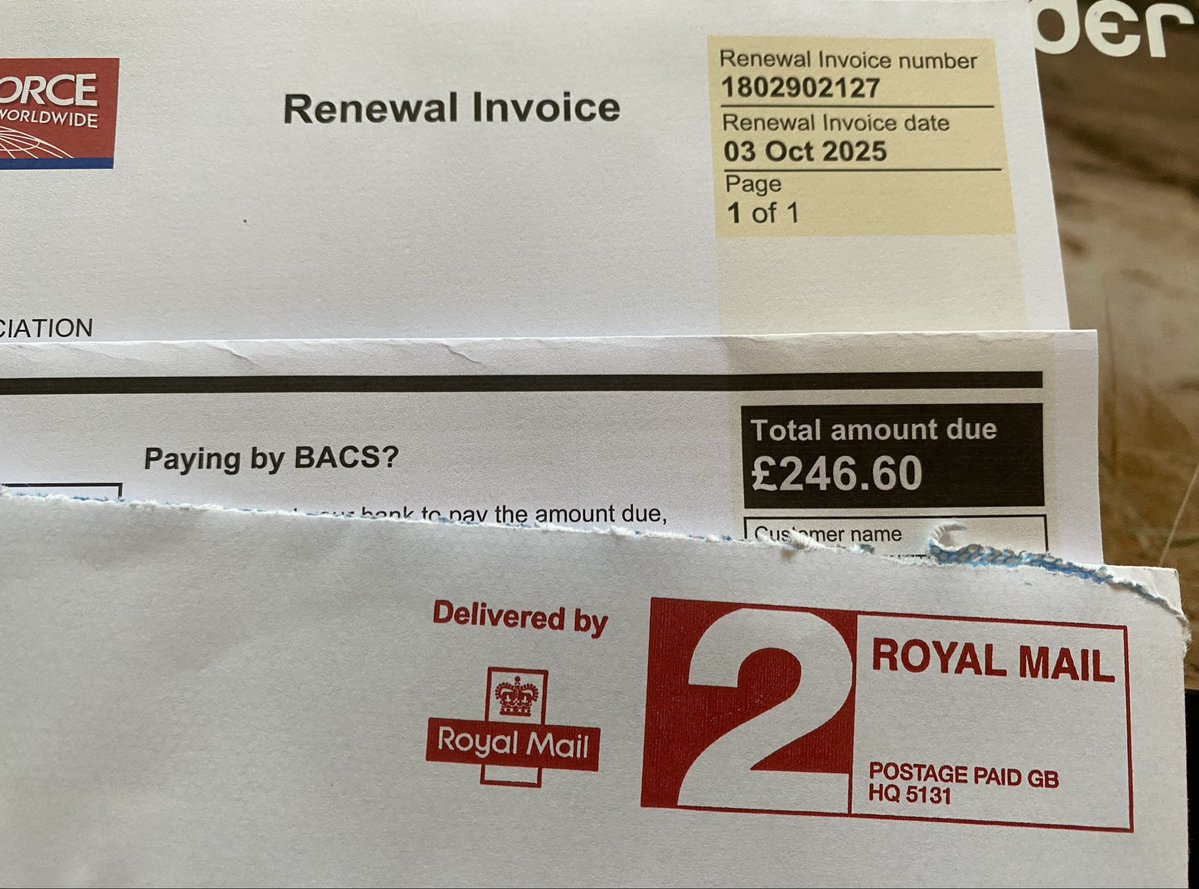 ORCE
WORLDWIDE
Renewal Invoice
Renewal Invoice number
1802902127
Renewal Invoice date
03 Oct 2025
Page
1 of 1
der
CIATION
Paying by BACS?
Total amount due
£246.60
bank to pay the amount due,
Customer name
Delivered by
Royal Mail
2
ROYAL MAIL
POSTAGE PAID GB
HQ 5131